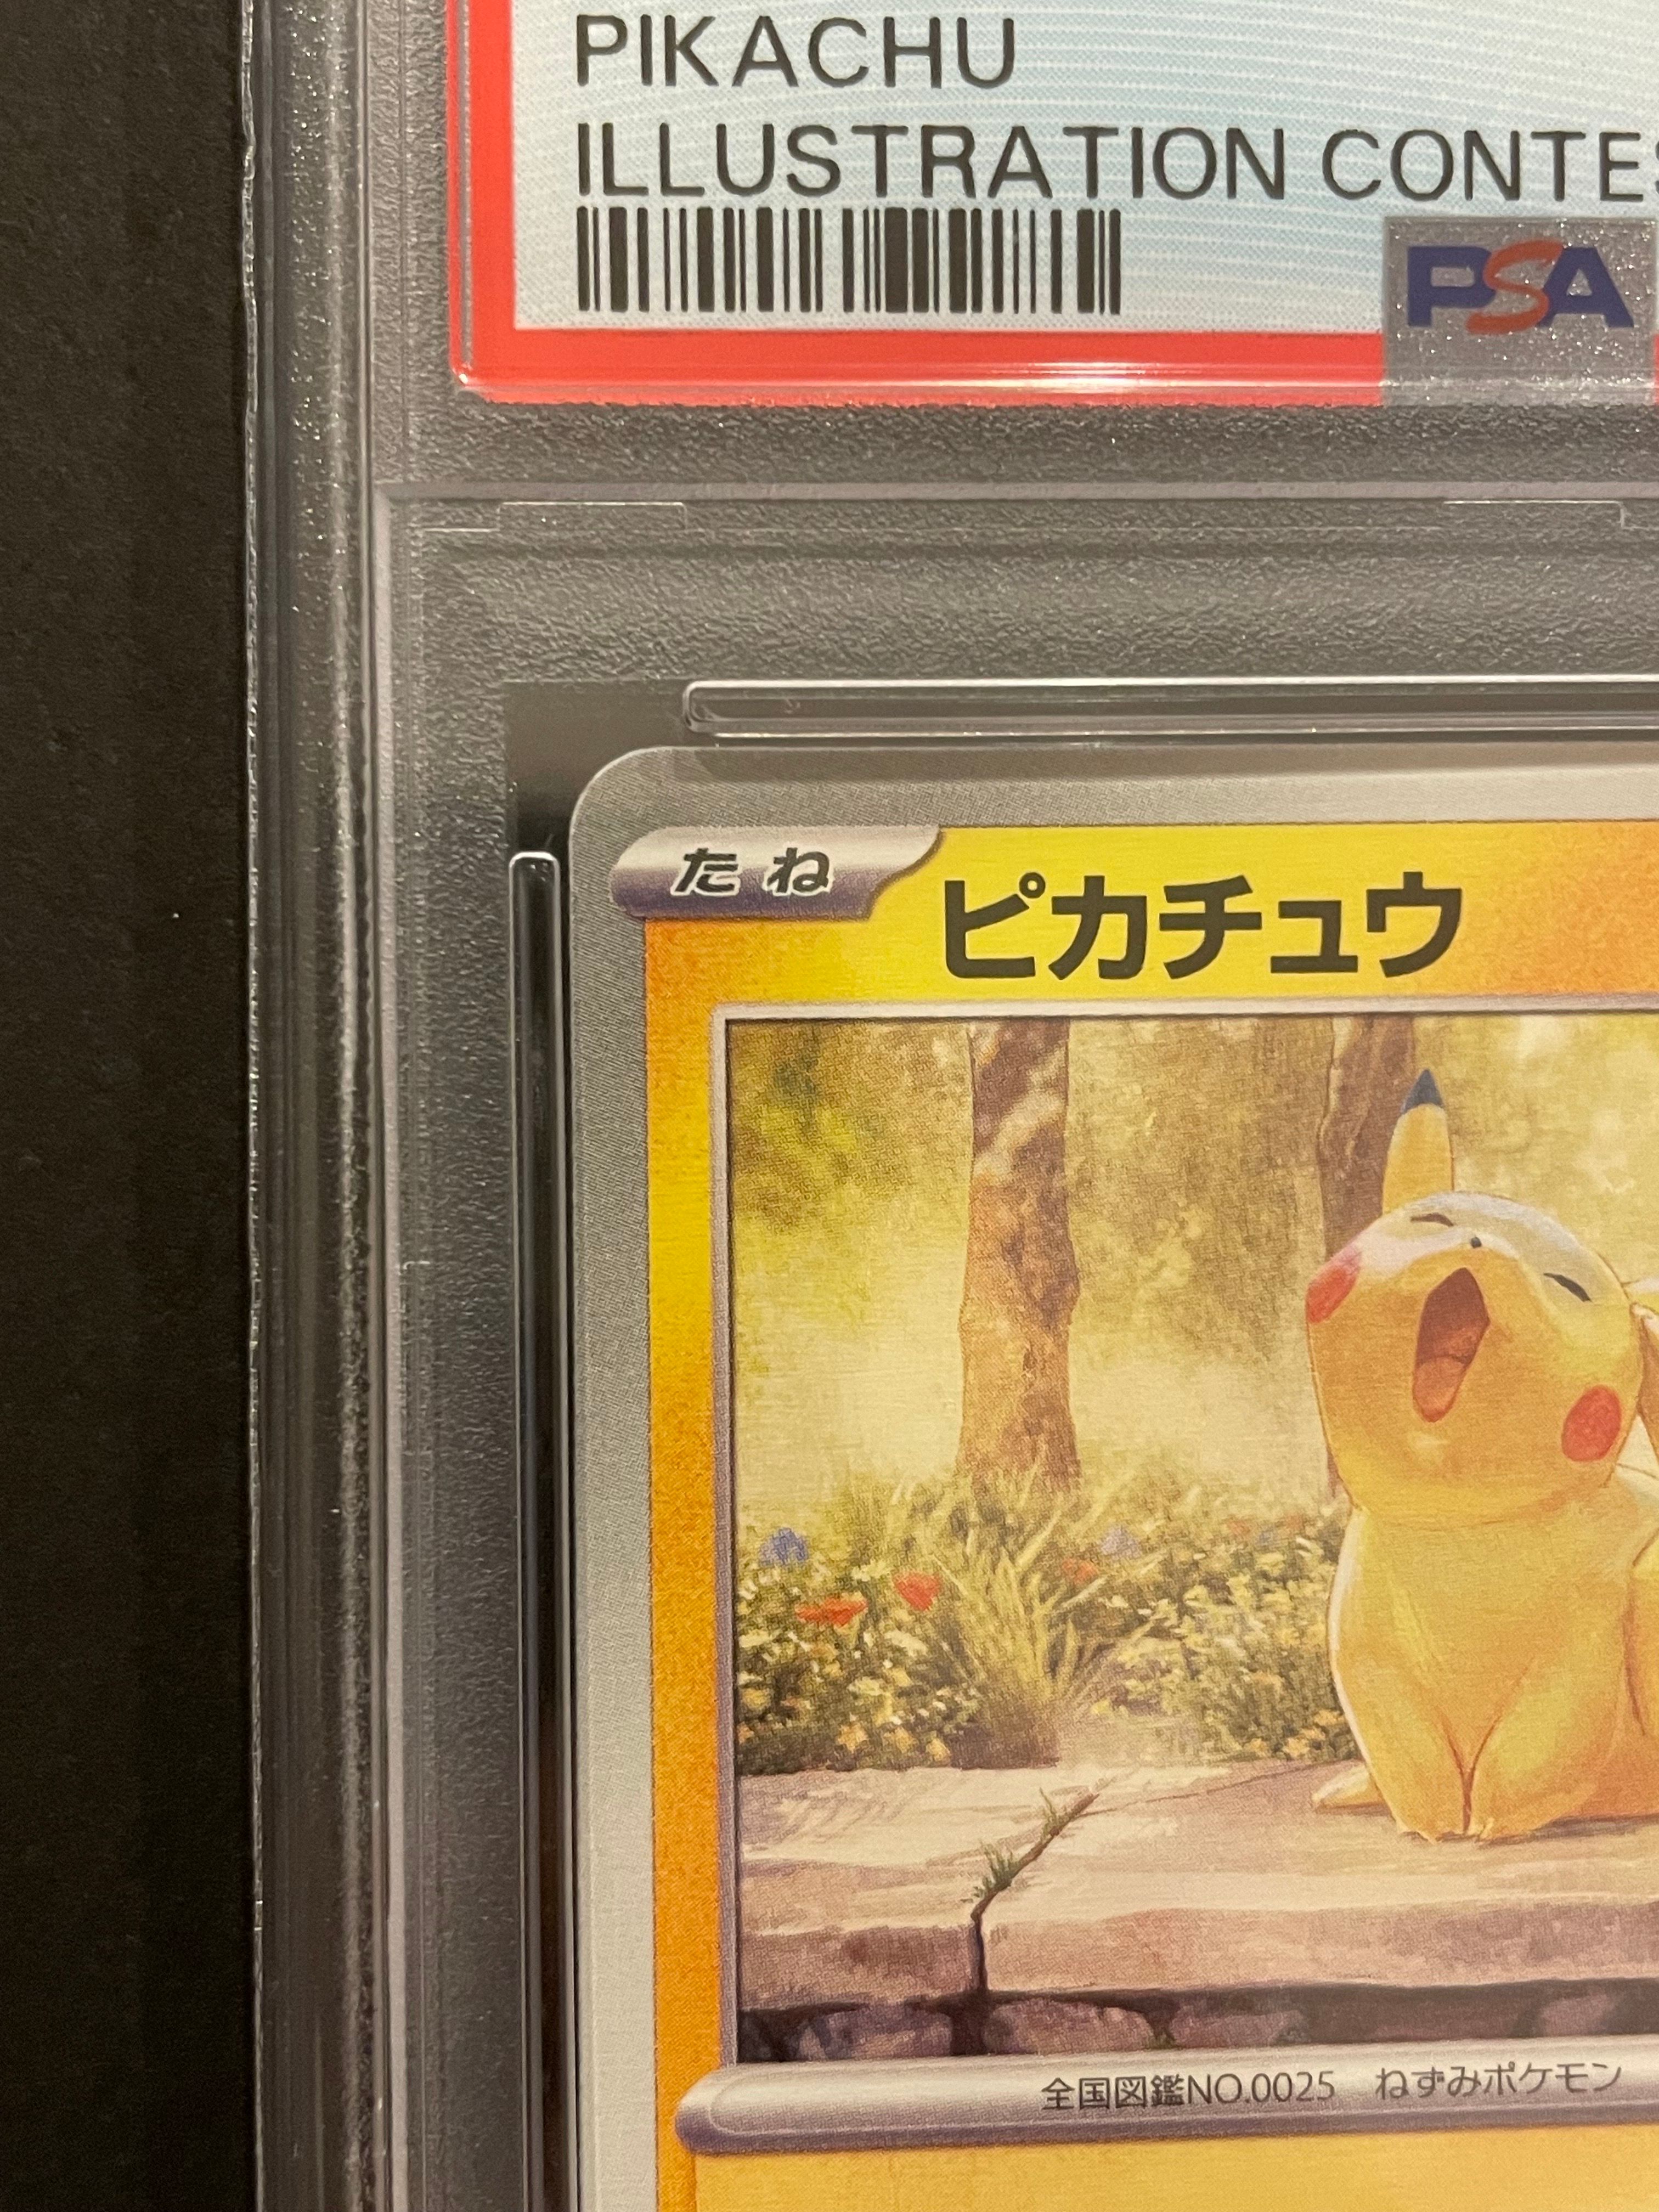 PIKACHU
ILLUSTRATION CONTES
PSA
たね
ピカチュウ
全国図鑑NO.0025 ねずみポケモン